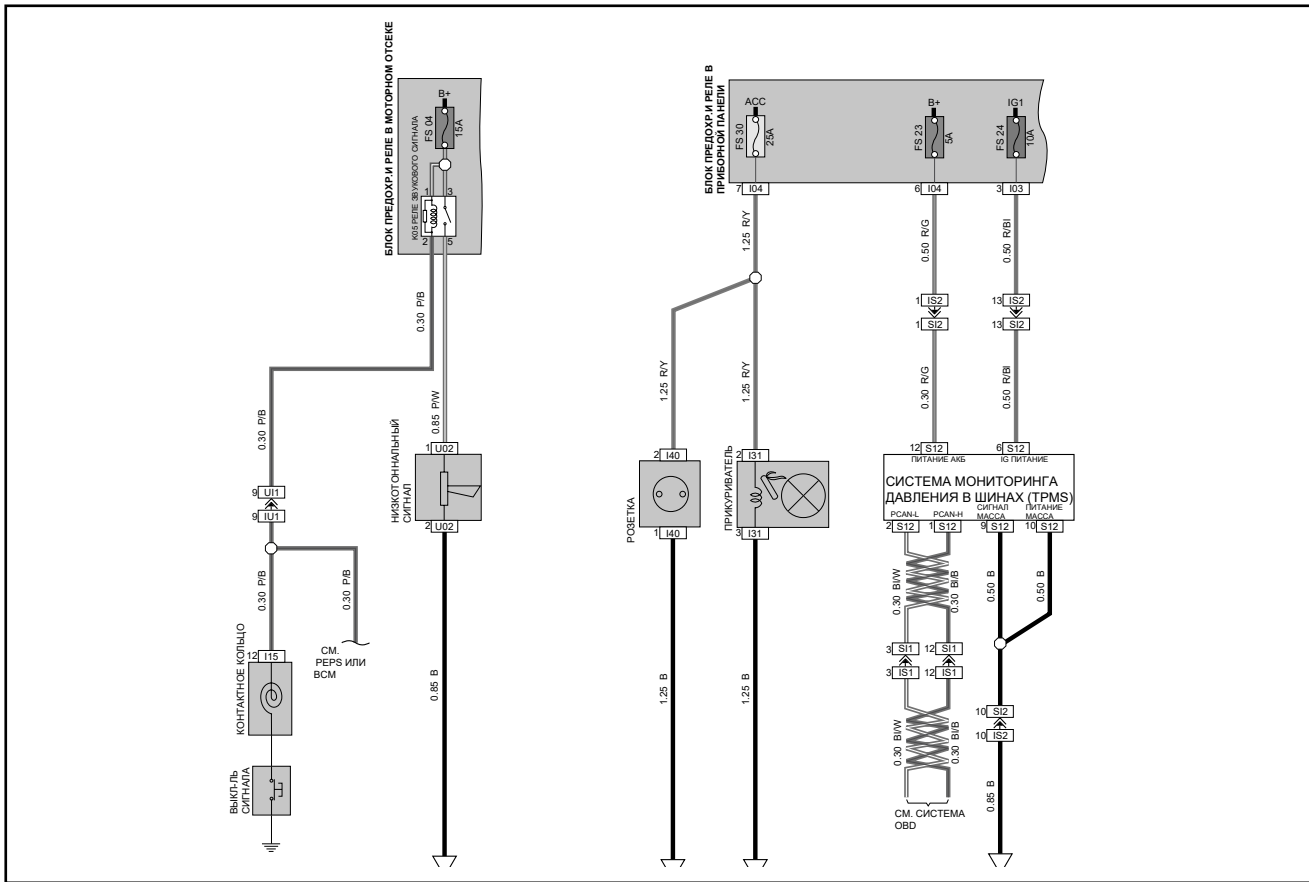 БЛОК ПРЕДОХР.И РЕЛЕ В МОТОРНОМ ОТСЕКЕ
B+
FS 04
15A
K05 РЕЛЕ ЗВУКОВОГО СИГНАЛА
1
3
2
5
0.30 P/B
0.85 P/W
0.30 P/B
9 UI1
9 IU1
0.30 P/B
0.30 P/B
СМ.
PEPS ИЛИ
BCM
12 I15
КОНТАКТНОЕ КОЛЬЦО
ВЫКЛ-ЛЬ
СИГНАЛА
НИЗКОТОНАЛЬНЫЙ
СИГНАЛ
1 U02
2 U02
0.85 B
БЛОК ПРЕДОХР.И РЕЛЕ В
ПРИБОРНОЙ ПАНЕЛИ
ACC
FS 30
25A
B+
FS 23
5A
IG1
FS 24
10A
7 I04
6 I04
3 I03
1.25 R/Y
0.50 R/G
0.50 R/Bl
1 IS2
1 SI2
13 IS2
13 SI2
1.25 R/Y
1.25 R/Y
0.30 R/G
0.50 R/Bl
РОЗЕТКА
2 I40
1 I40
ПРИКУРИВАТЕЛЬ
2 I31
3 I31
1.25 B
1.25 B
12 S12
6 S12
ПИТАНИЕ АКБ
IG ПИТАНИЕ
СИСТЕМА МОНИТОРИНГА
ДАВЛЕНИЯ В ШИНАХ (TPMS)
PCAN-L
PCAN-H
СИГНАЛ
МАССА
ПИТАНИЕ
МАССА
2 S12
1 S12
9 S12
10 S12
0.30 Bl/W
0.30 Bl/B
0.50 B
0.50 B
3 SI1
3 IS1
12 SI1
12 IS1
0.30 Bl/W
0.30 Bl/B
10 SI2
10 IS2
0.85 B
СМ. СИСТЕМА
OBD